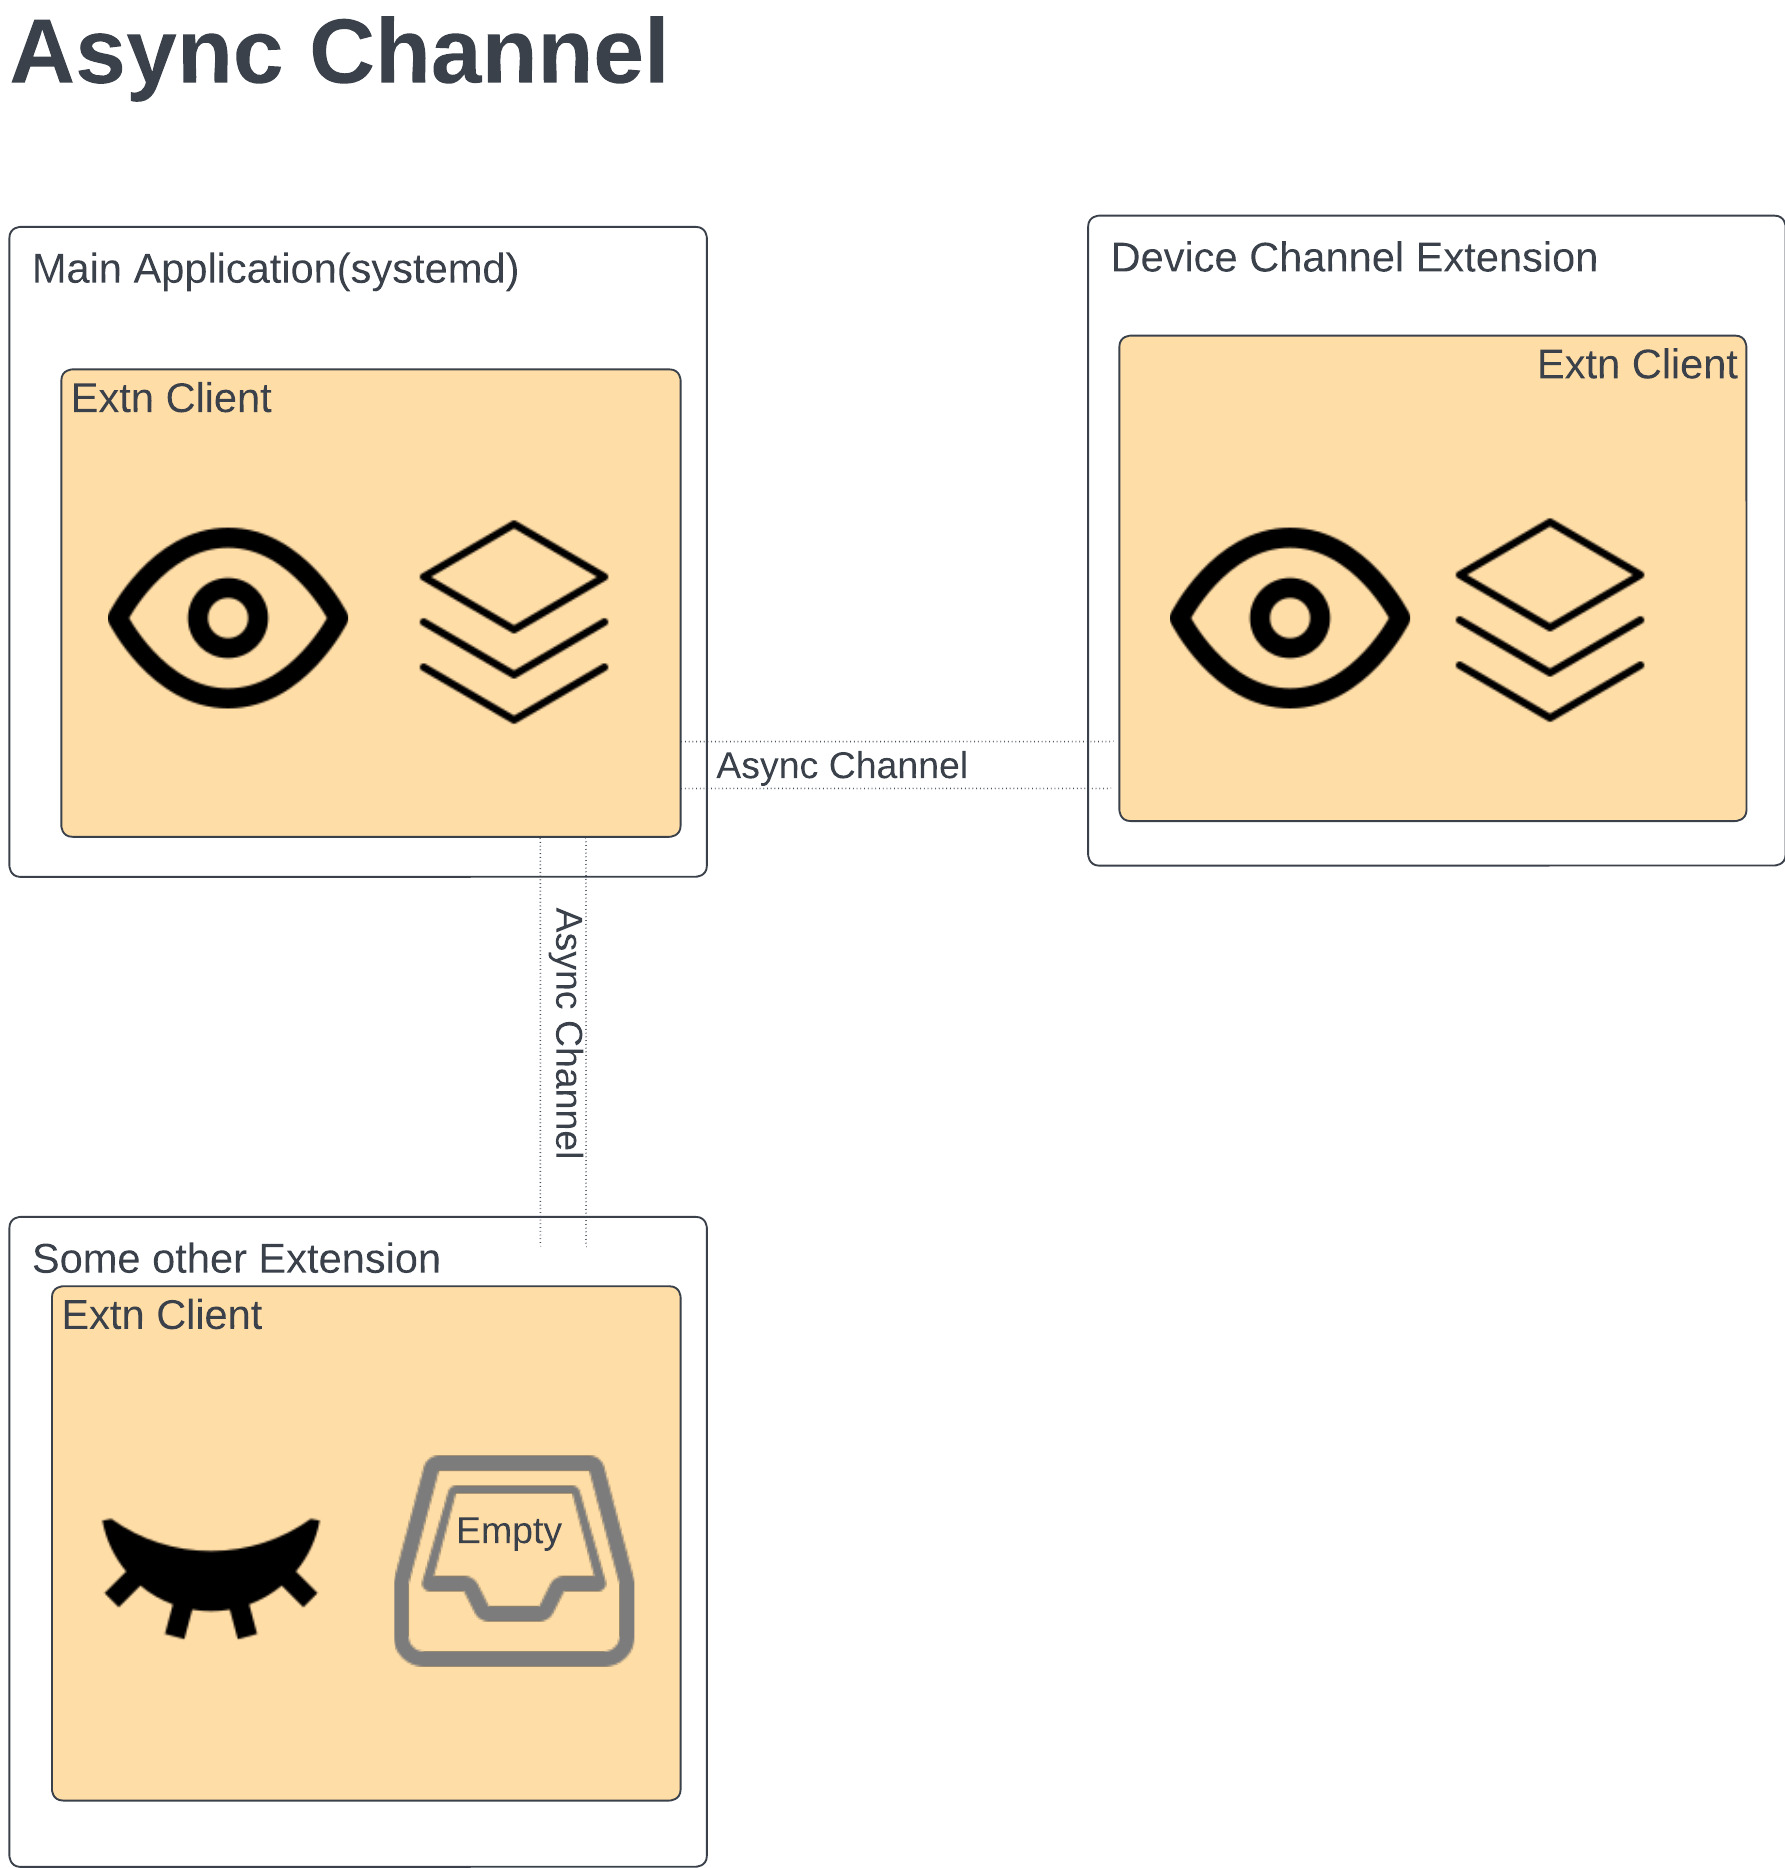 Async Channel
Main Application(systemd)
Device Channel Extension
Extn Client
Extn Client
Async Channel
Async Channel
Some other Extension
Extn Client
Empty